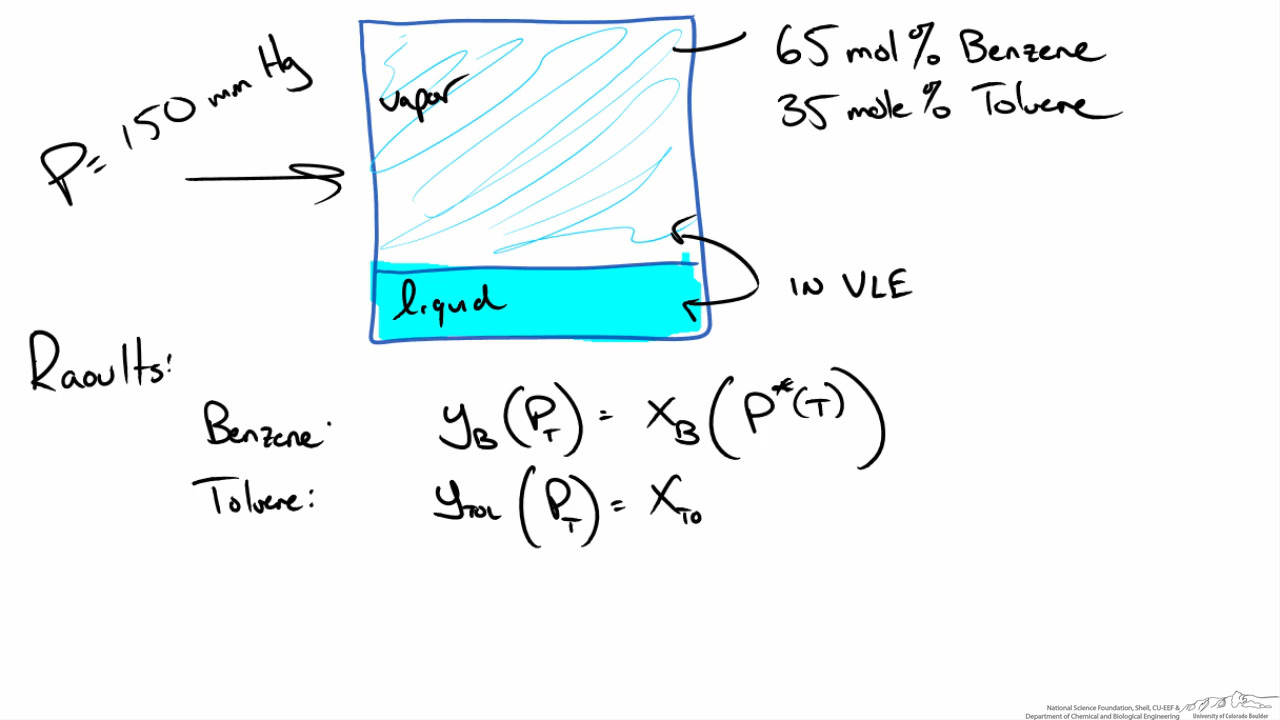 P = 150 mm Hg
vapor
65 mol % Benzene
35 mole % Toluene
liquid
IN VLE
Raoults:
Benzene: y_B (P_T) = x_B (P*(T))
Toluene: y_TOL (P_T) = x_TO
National Science Foundation, Shell, CU-EEF &
Department of Chemical and Biological Engineering
University of Colorado Boulder